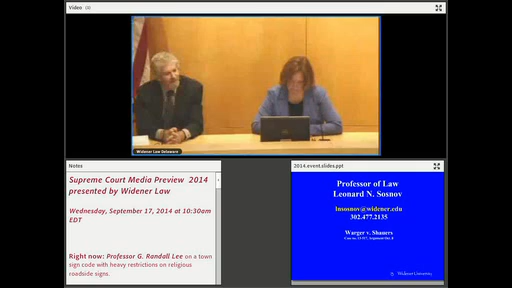 Video
Widener Law Delaware
Notes
Supreme Court Media Preview 2014
presented by Widener Law
Wednesday, September 17, 2014 at 10:30am
EDT
Right now: Professor G. Randall Lee on a town
sign code with heavy restrictions on religious
roadside signs.
2014.event.slides.ppt
Professor of Law
Leonard N. Sosnov
lnsosnov@widener.edu
302.477.2135
Warger v. Shauers
Widener University